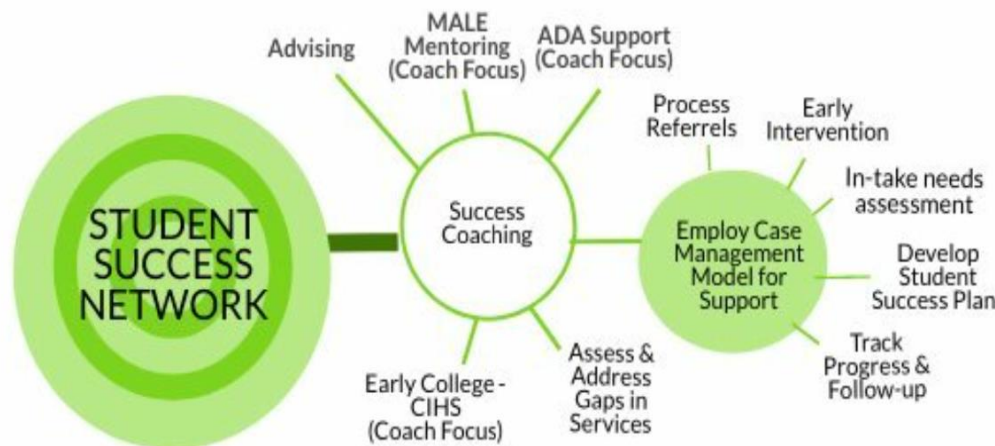 STUDENT
SUCCESS
NETWORK
Advising
MALE
Mentoring
(Coach Focus)
ADA Support
(Coach Focus)
Success
Coaching
Early College -
CIHS
(Coach Focus)
Assess &
Address
Gaps in
Services
Employ Case
Management
Model for
Support
Process
Referrels
Early
Intervention
In-take needs
assessment
Develop
Student
Success Plan
Track
Progress &
Follow-up